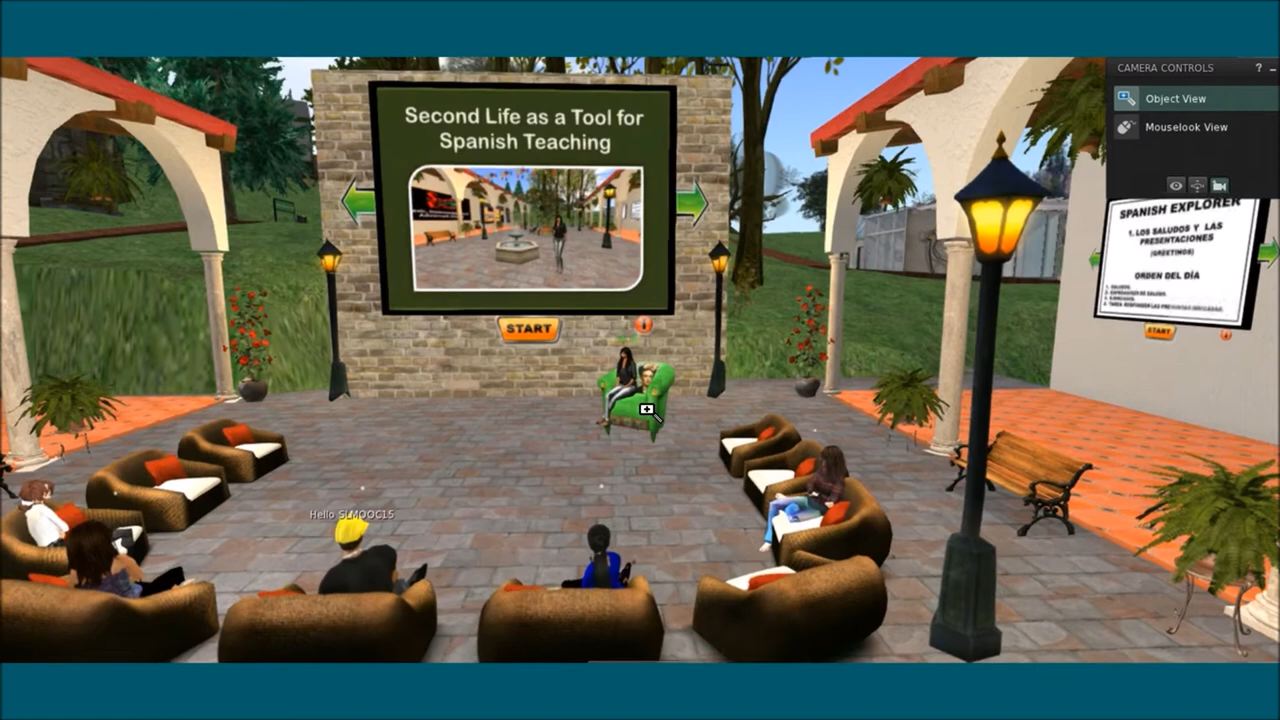 CAMERA CONTROLS ? _
Object View
Mouselook View
Second Life as a Tool for
Spanish Teaching
START
Hello SLMOOC15
SPANISH EXPLORER
1. LOS SALUDOS Y LAS
PRESENTACIONES
(GREETINGS)
ORDEN DEL DÍA
START